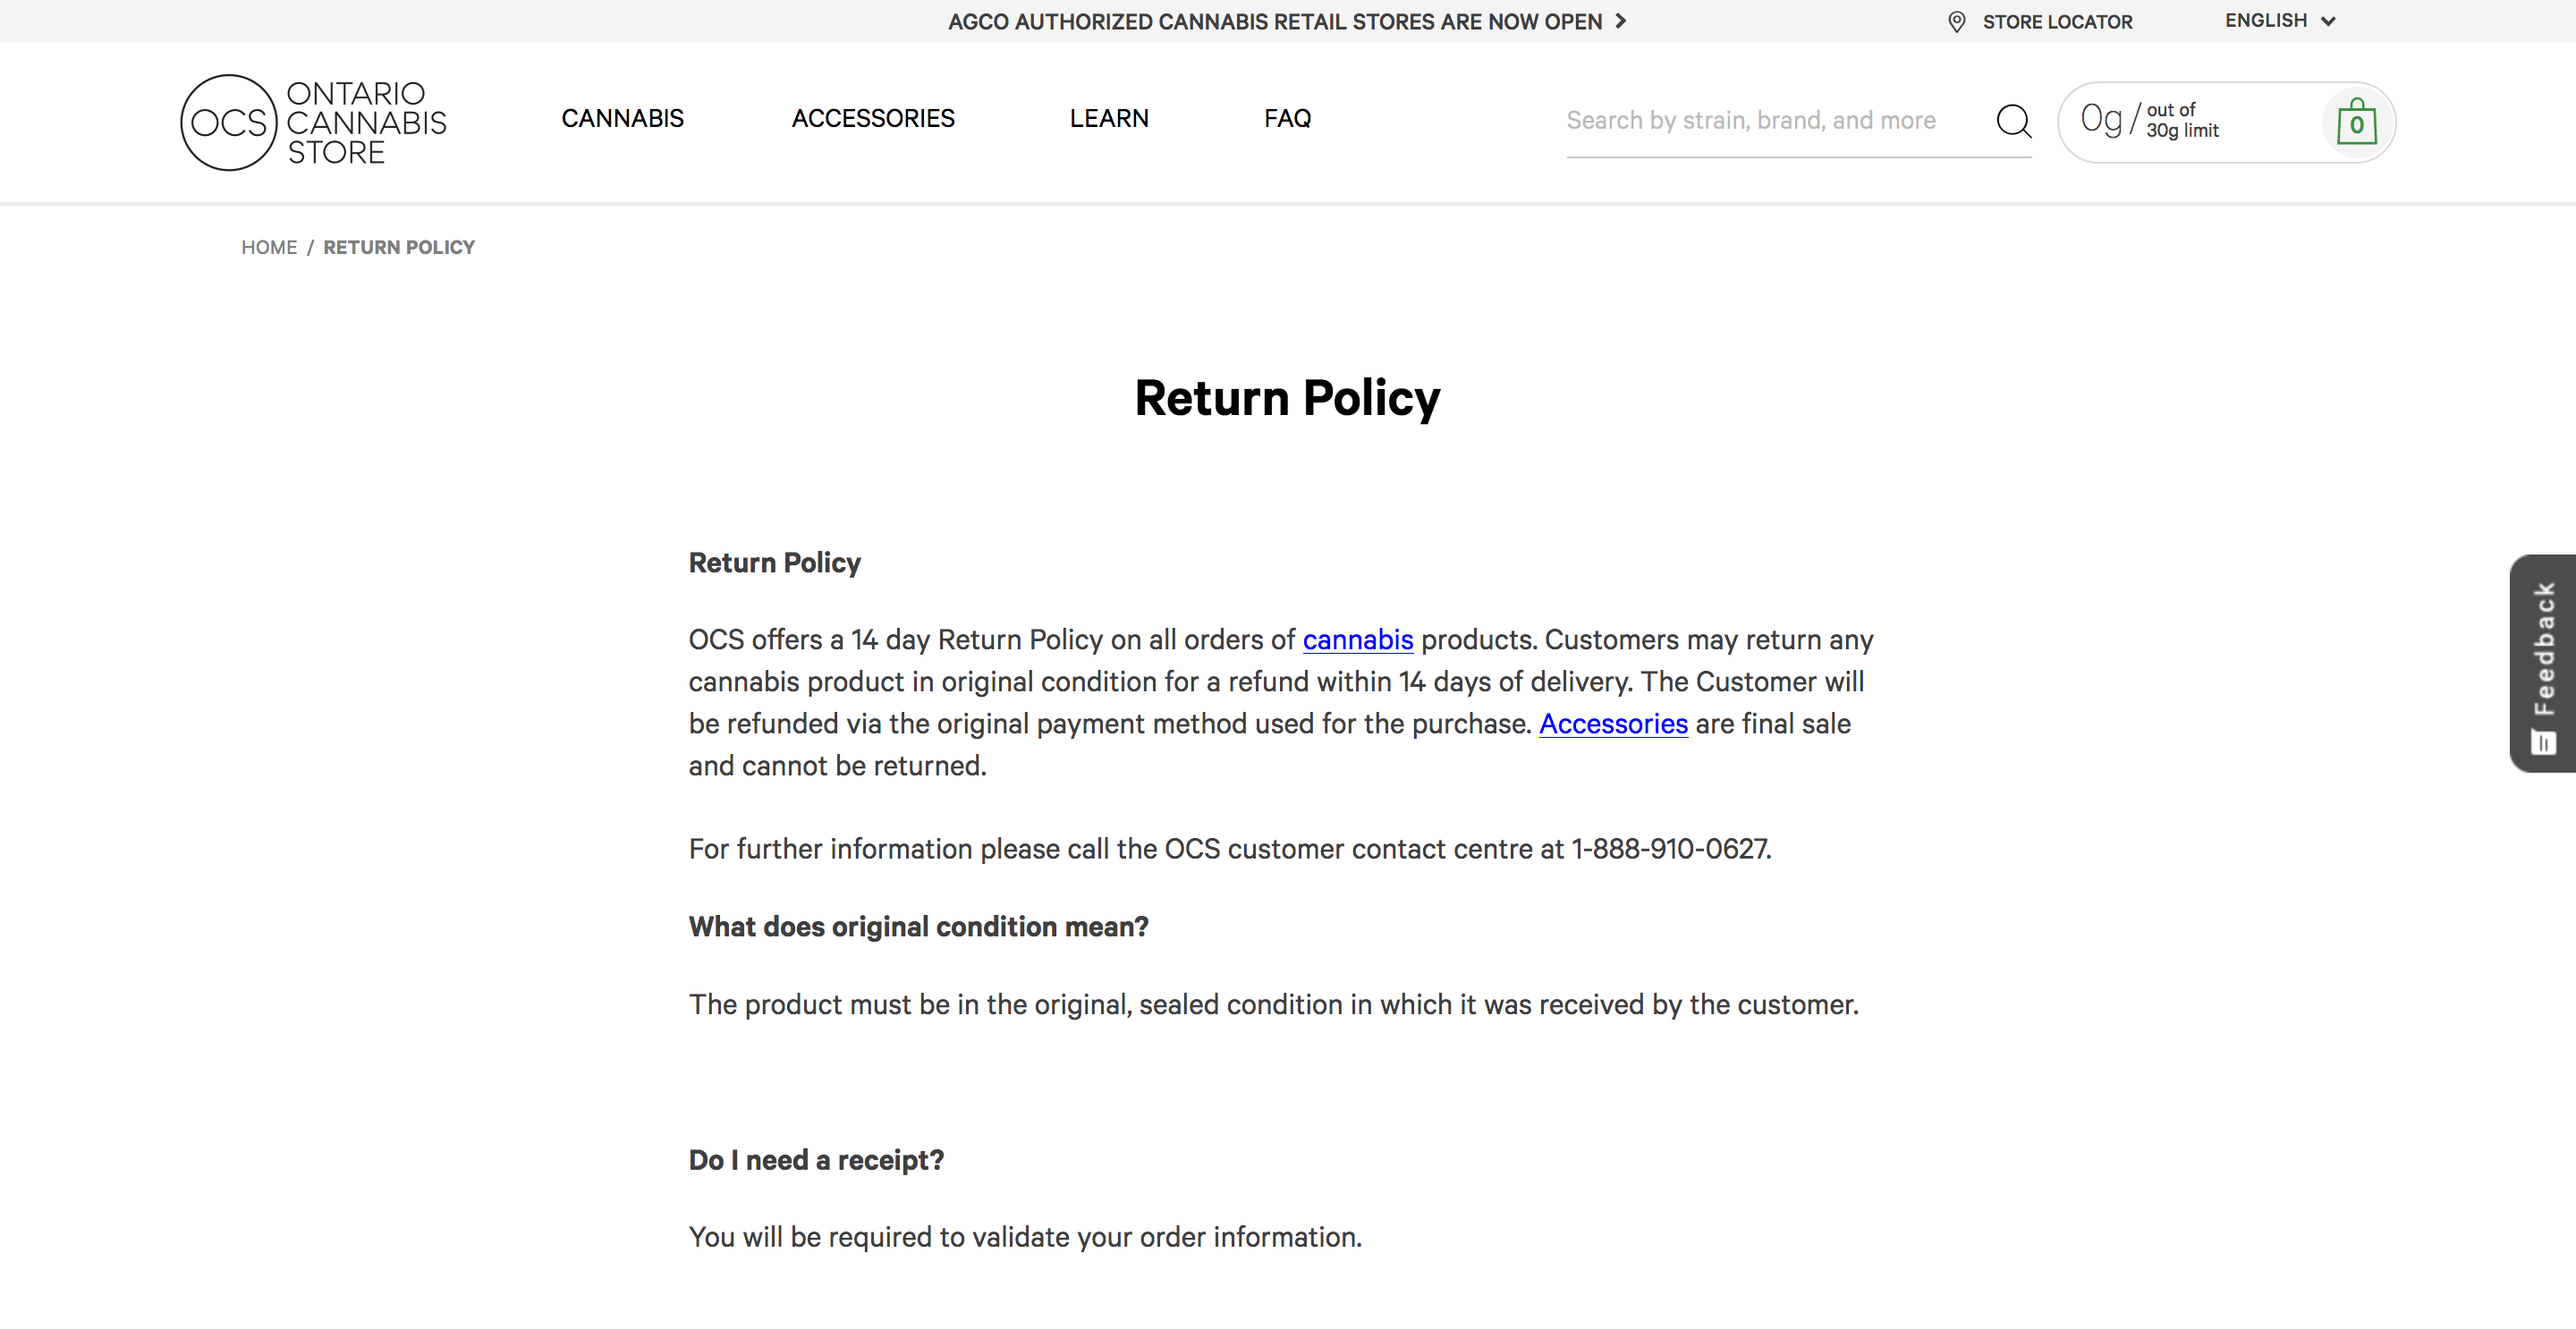 AGCO AUTHORIZED CANNABIS RETAIL STORES ARE NOW OPEN
STORE LOCATOR
ENGLISH
OCS
ONTARIO
CANNABIS
STORE
CANNABIS
ACCESSORIES
LEARN
FAQ
Search by strain, brand, and more
0g/
out of
30g limit
0
HOME / RETURN POLICY
Return Policy
Return Policy
OCS offers a 14 day Return Policy on all orders of cannabis products. Customers may return any
cannabis product in original condition for a refund within 14 days of delivery. The Customer will
be refunded via the original payment method used for the purchase. Accessories are final sale
and cannot be returned.
For further information please call the OCS customer contact centre at 1-888-910-0627.
What does original condition mean?
The product must be in the original, sealed condition in which it was received by the customer.
Do I need a receipt?
You will be required to validate your order information.
Feedback